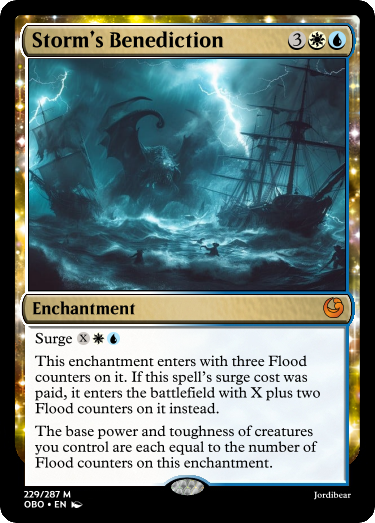 Storm's Benediction 3
Enchantment
Surge X
This enchantment enters with three Flood
counters on it. If this spell's surge cost was
paid, it enters the battlefield with X plus two
Flood counters on it instead.
The base power and toughness of creatures
you control are each equal to the number of
Flood counters on this enchantment.
229/287 M
OBO • EN
Jordibear